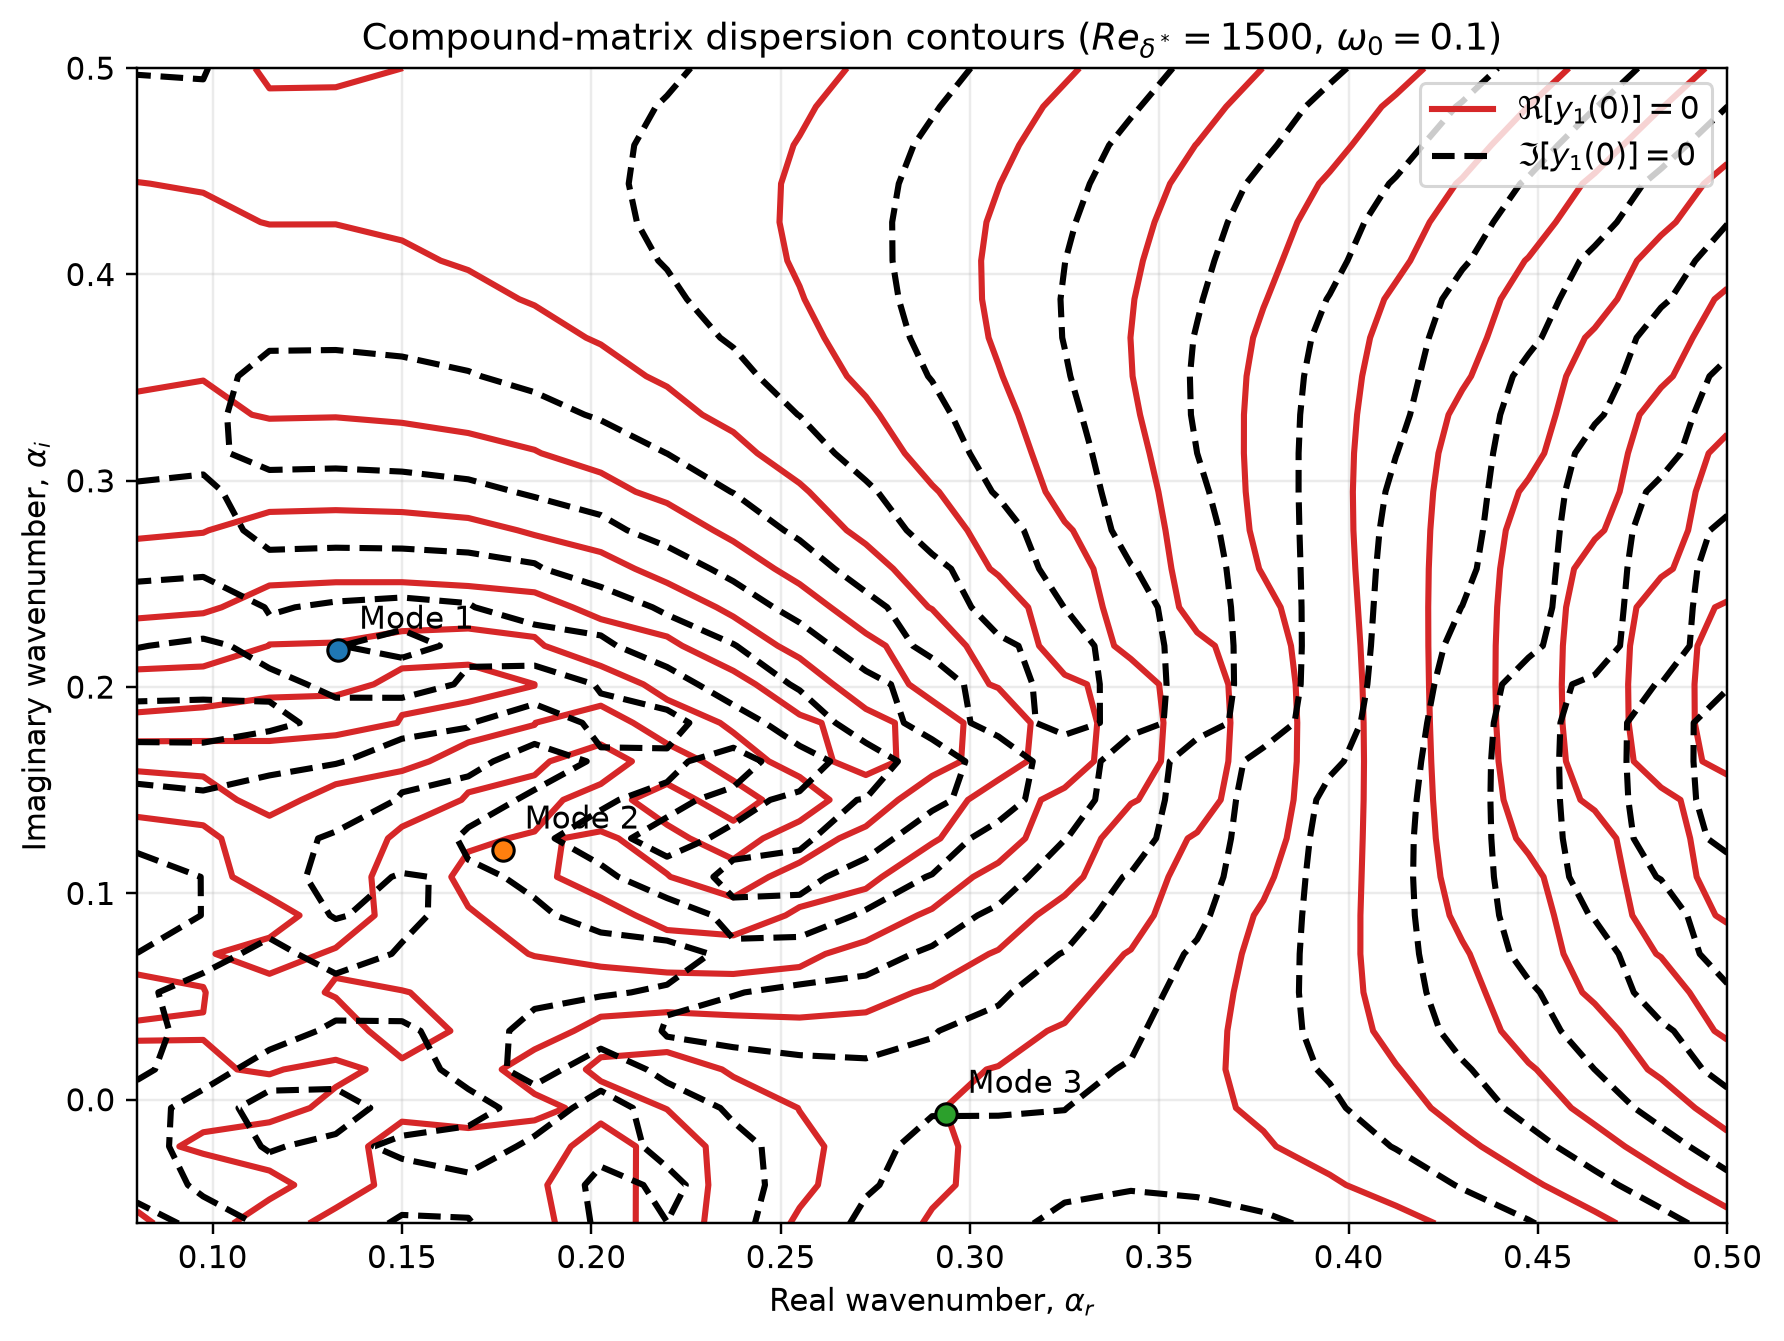 Compound-matrix dispersion contours (Re_δ* = 1500, ω₀ = 0.1)
ℜ[y₁(0)] = 0
ℑ[y₁(0)] = 0
Imaginary wavenumber, αᵢ
0.5
0.4
0.3
0.2
0.1
0.0
Mode 1
Mode 2
Mode 3
0.10 0.15 0.20 0.25 0.30 0.35 0.40 0.45 0.50
Real wavenumber, αᵣ